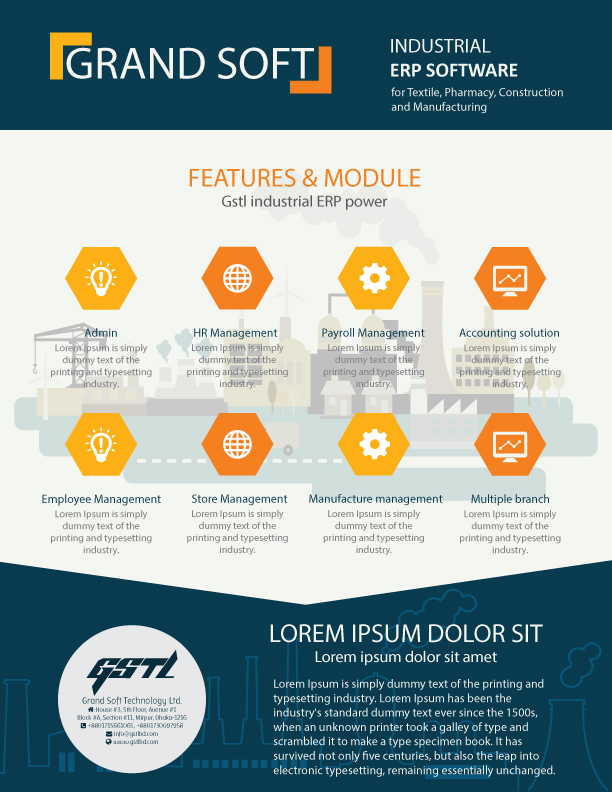 GRAND SOFT
INDUSTRIAL
ERP SOFTWARE
for Textile, Pharmacy, Construction
and Manufacturing
FEATURES & MODULE
Gstl industrial ERP power
Admin
Lorem Ipsum is simply
dummy text of the
printing and typesetting
industry.
HR Management
Lorem Ipsum is simply
dummy text of the
printing and typesetting
industry.
Payroll Management
Lorem Ipsum is simply
dummy text of the
printing and typesetting
industry.
Accounting solution
Lorem Ipsum is simply
dummy text of the
printing and typesetting
industry.
Employee Management
Lorem Ipsum is simply
dummy text of the
printing and typesetting
industry.
Store Management
Lorem Ipsum is simply
dummy text of the
printing and typesetting
industry.
Manufacture management
Lorem Ipsum is simply
dummy text of the
printing and typesetting
industry.
Multiple branch
Lorem Ipsum is simply
dummy text of the
printing and typesetting
industry.
GSTL
Grand Soft Technology Ltd.
House #3, 5th Floor, Avenue #1
Block #A, Section #11, Mirpur, Dhaka-1216
+8801715661065, +8801730097958
info@gstlbd.com
www.gstlbd.com
LOREM IPSUM DOLOR SIT
Lorem ipsum dolor sit amet
Lorem Ipsum is simply dummy text of the printing and
typesetting industry. Lorem Ipsum has been the
industry's standard dummy text ever since the 1500s,
when an unknown printer took a galley of type and
scrambled it to make a type specimen book. It has
survived not only five centuries, but also the leap into
electronic typesetting, remaining essentially unchanged.